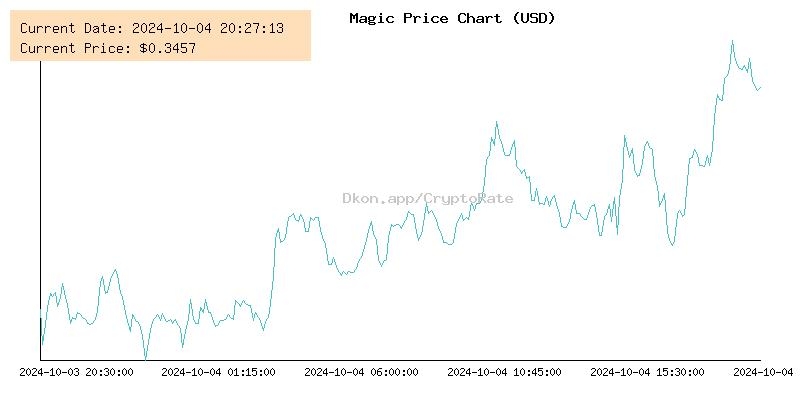 Magic Price Chart (USD)
Current Date: 2024-10-04 20:27:13
Current Price: $0.3457
Dkon.app/CryptoRate
2024-10-03 20:30:00 2024-10-04 01:15:00 2024-10-04 06:00:00 2024-10-04 10:45:00 2024-10-04 15:30:00 2024-10-04